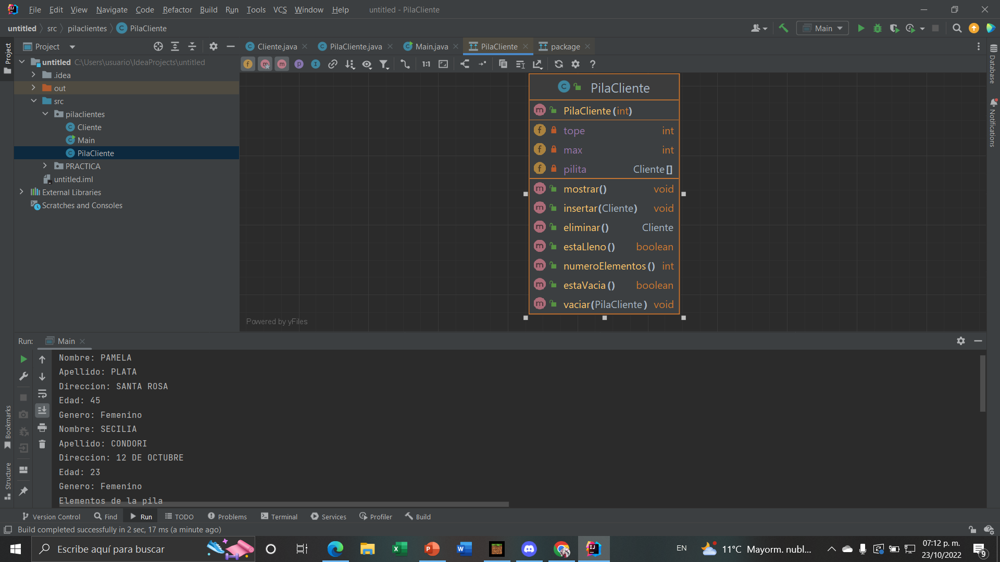 File Edit View Navigate Code Refactor Build Run Tools VCS Window Help untitled - PilaCliente
untitled src pilaclientes PilaCliente
Main
Project
Cliente.java PilaCliente.java Main.java PilaCliente package
untitled C:\Users\usuario\IdeaProjects\untitled
.idea
out
src
pilaclientes
Cliente
Main
PilaCliente
PRACTICA
untitled.iml
External Libraries
Scratches and Consoles
Project
Bookmarks
Structure
Database
Notifications
1:1
PilaCliente
PilaCliente(int)
tope int
max int
pilita Cliente[]
mostrar() void
insertar(Cliente) void
eliminar() Cliente
estaLleno() boolean
numeroElementos() int
estaVacia() boolean
vaciar(PilaCliente) void
Powered by yFiles
Run: Main
Nombre: PAMELA
Apellido: PLATA
Direccion: SANTA ROSA
Edad: 45
Genero: Femenino
Nombre: SECILIA
Apellido: CONDORI
Direccion: 12 DE OCTUBRE
Edad: 23
Genero: Femenino
Elementos de la pila
Version Control Find Run TODO Problems Terminal Services Profiler Build
Build completed successfully in 2 sec, 17 ms (a minute ago)
Escribe aquí para buscar
EN
11°C Mayorm. nubl...
07:12 p. m.
23/10/2022
9